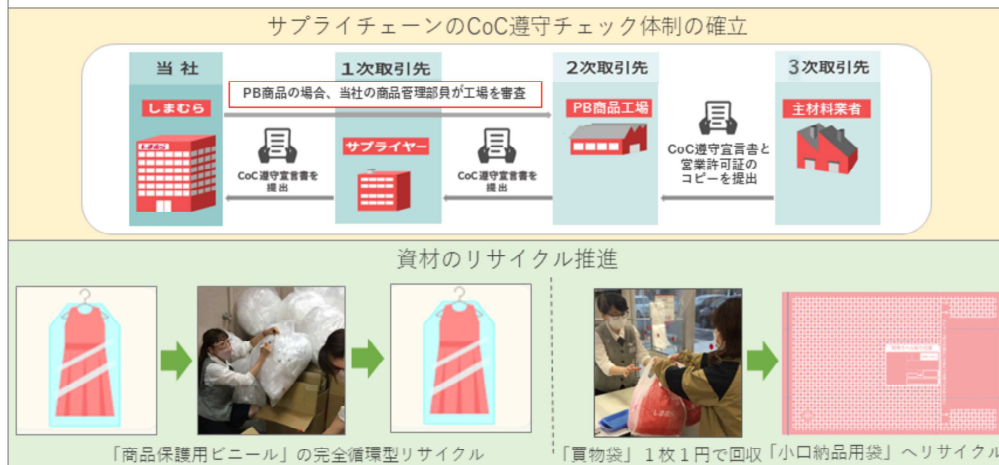 サプライチェーンのCoC遵守チェック体制の確立
当社
1次取引先
2次取引先
3次取引先
PB商品の場合、当社の商品管理部員が工場を審査
しまむら
サプライヤー
PB商品工場
主材料業者
しまむら
CoC遵守宣言書を
提出
CoC遵守宣言書を
提出
CoC遵守宣言書と
営業許可証の
コピーを提出
資材のリサイクル推進
しまむら
「商品保護用ビニール」の完全循環型リサイクル
「買物袋」1枚1円で回収「小口納品用袋」へリサイクル